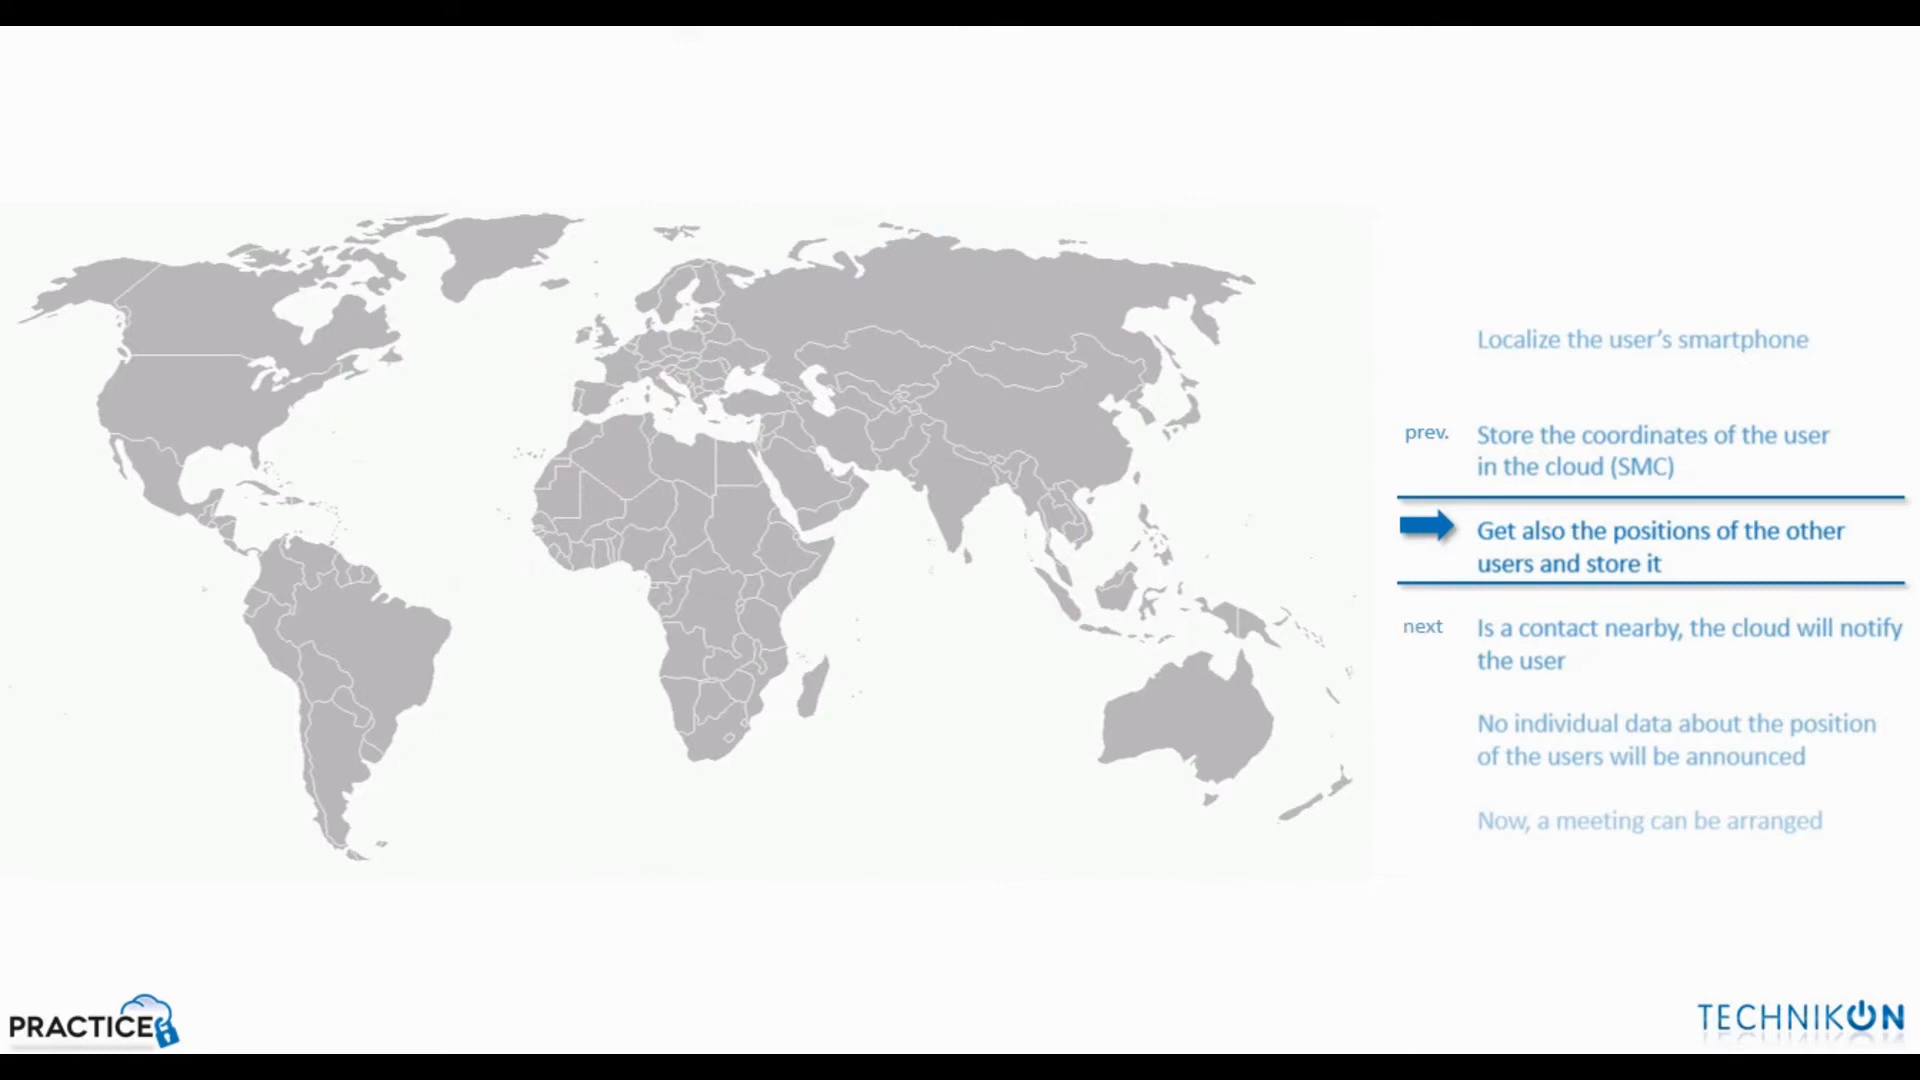 Localize the user’s smartphone
prev.
Store the coordinates of the user
in the cloud (SMC)
Get also the positions of the other
users and store it
next
Is a contact nearby, the cloud will notify
the user
No individual data about the position
of the users will be announced
Now, a meeting can be arranged
PRACTICE
TECHNIKON